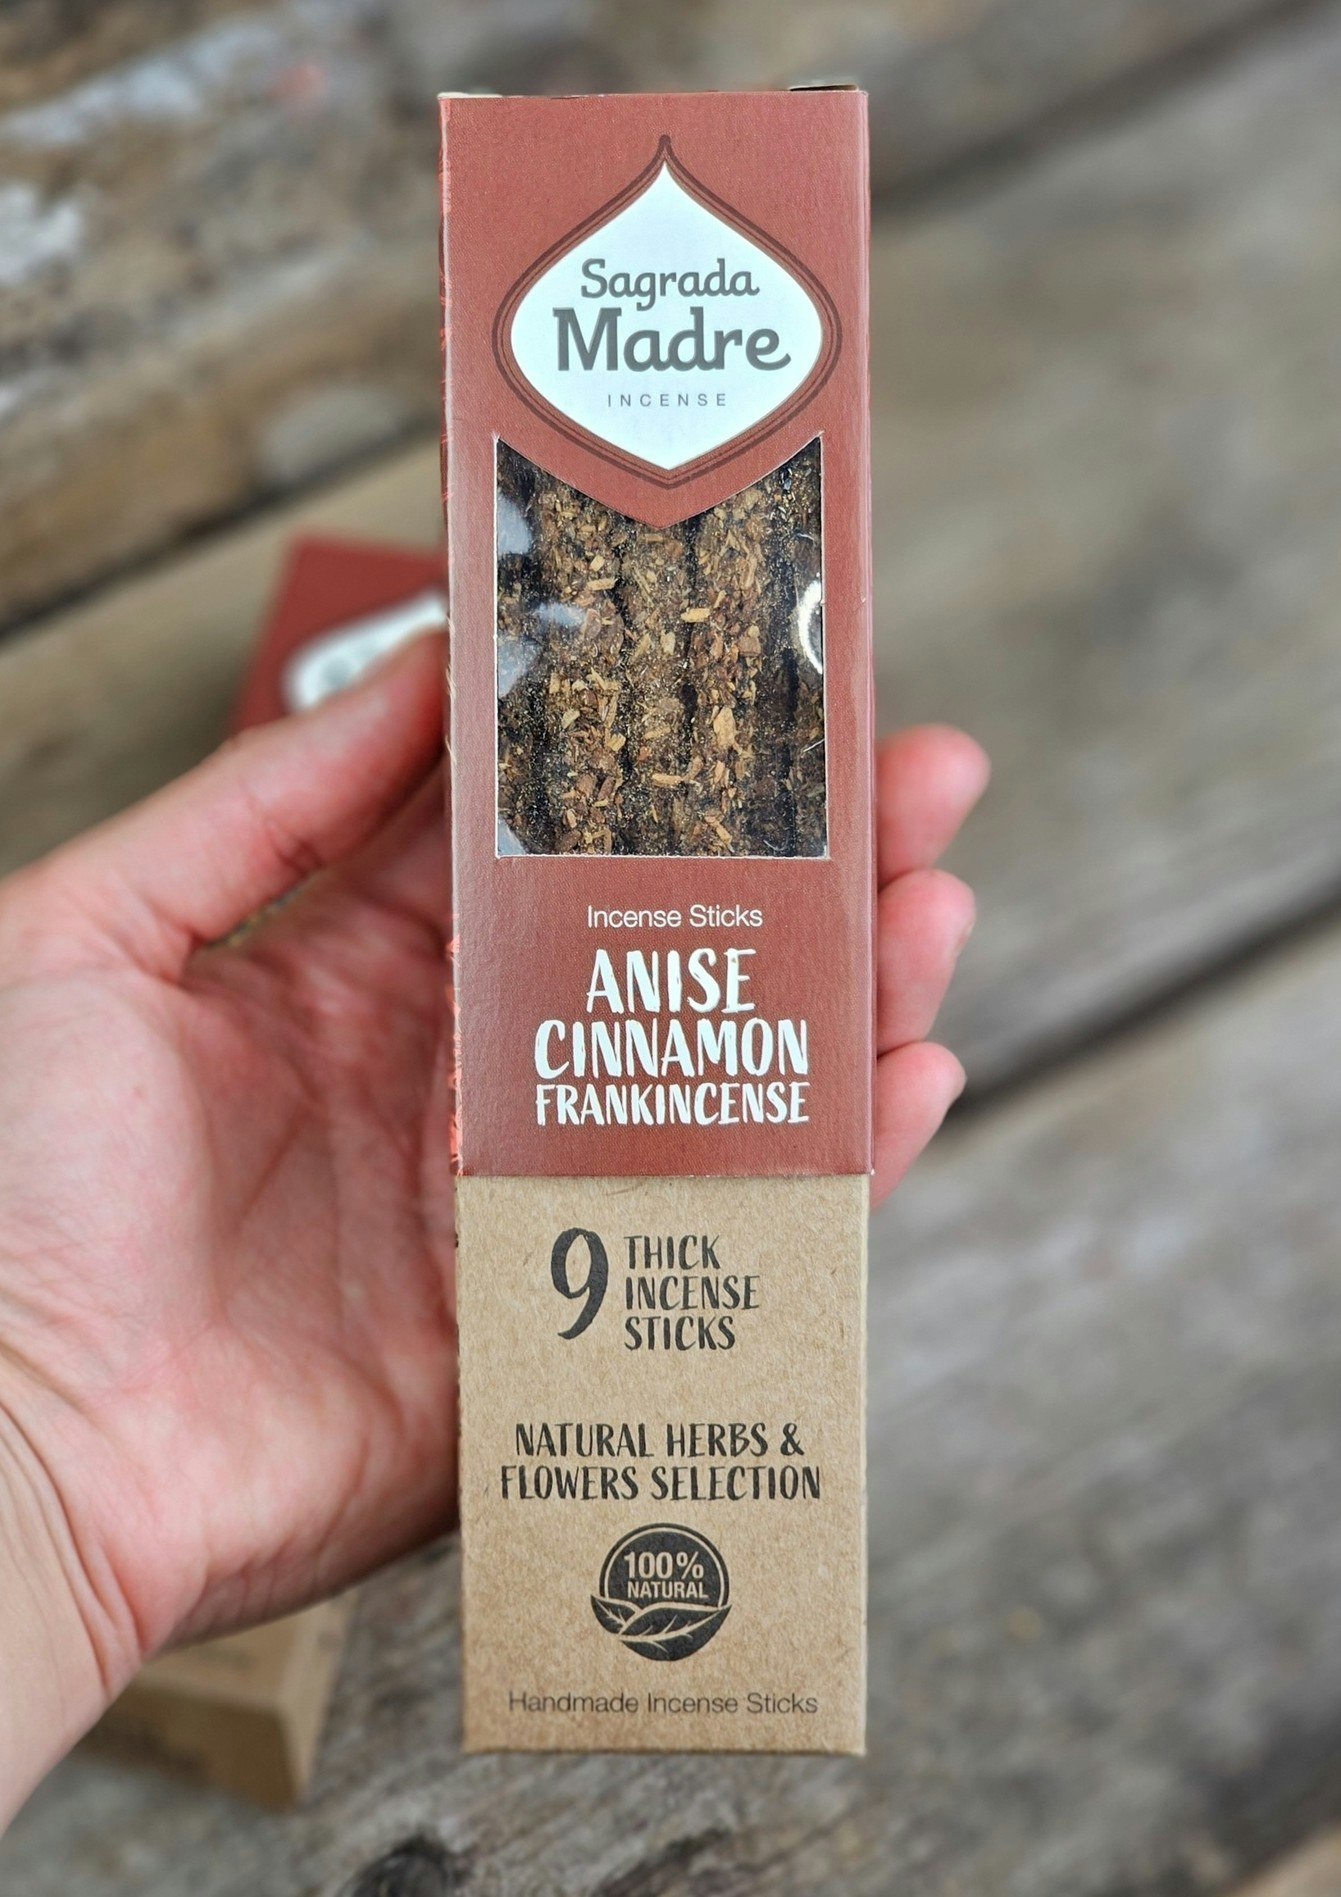 Sagrada
Madre
INCENSE
Incense Sticks
ANISE
CINNAMON
FRANKINCENSE
9 THICK
INCENSE
STICKS
NATURAL HERBS &
FLOWERS SELECTION
100%
NATURAL
Handmade Incense Sticks